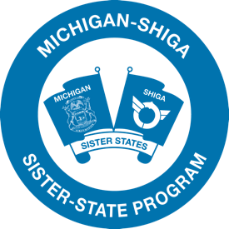 MICHIGAN-SHIGA
MICHIGAN
SHIGA
SISTER STATES
SISTER-STATE PROGRAM